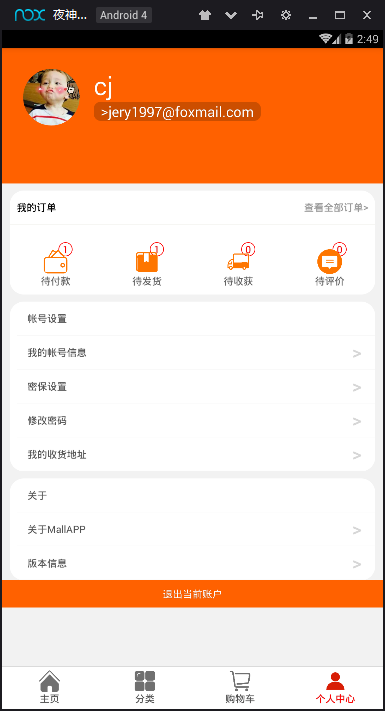 nox 夜神... Android 4
2:49
cj
>jery1997@foxmail.com
我的订单 查看全部订单>
1 1 0 0
待付款 待发货 待收获 待评价
帐号设置
我的帐号信息 >
密保设置 >
修改密码 >
我的收货地址 >
关于
关于MallAPP >
版本信息 >
退出当前账户
主页 分类 购物车 个人中心